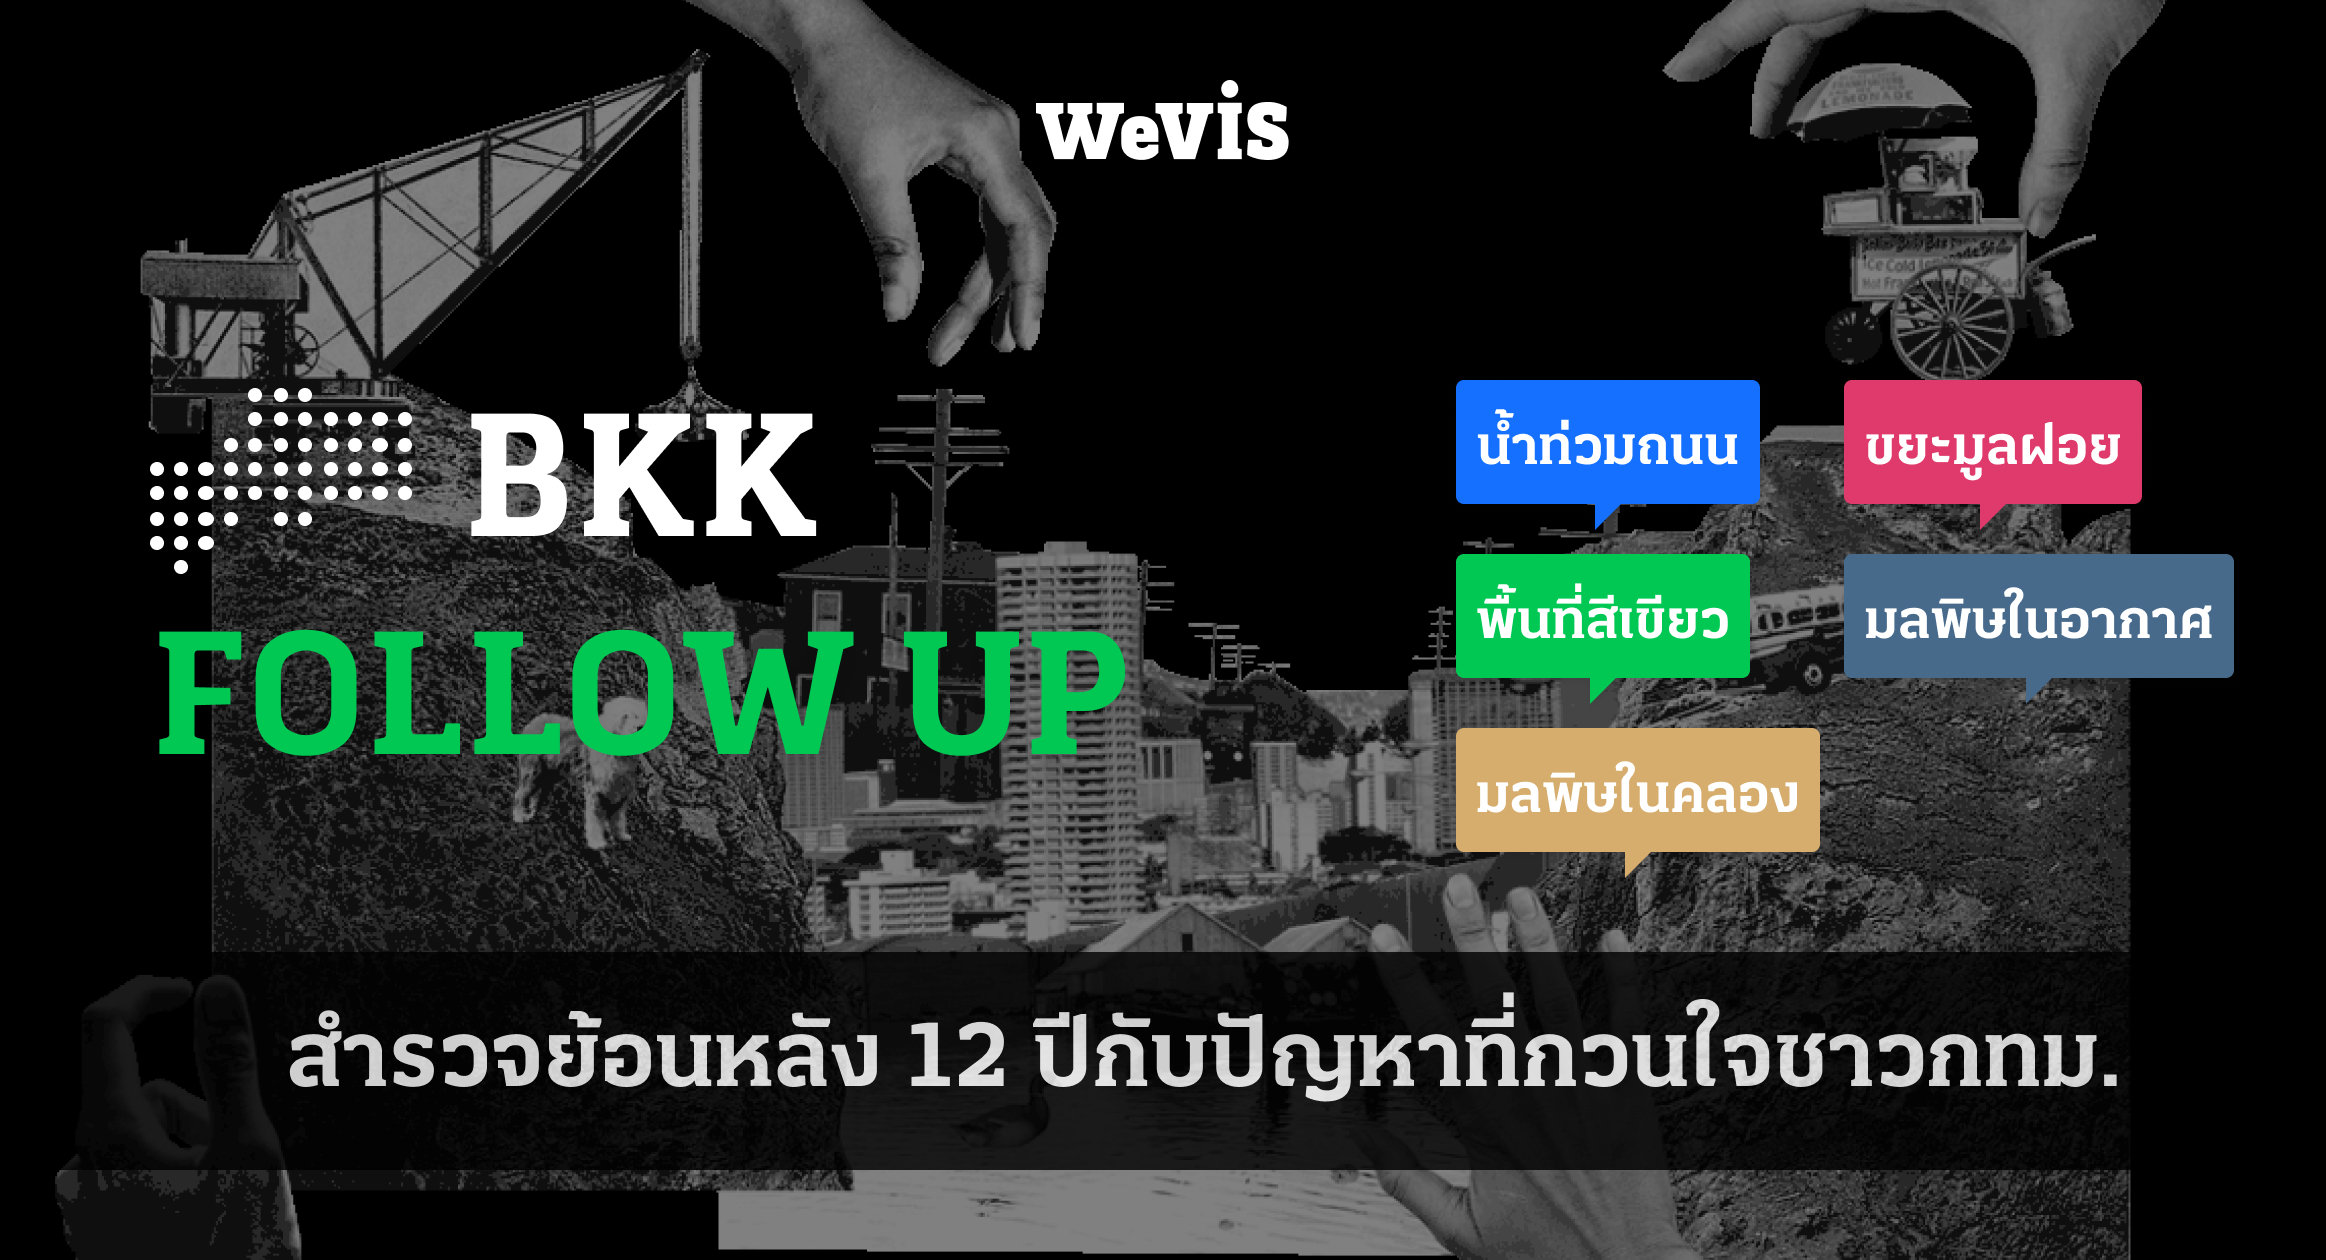 WeVIS
LEMONADE
Ice Cold
BKK
FOLLOW UP
น้ำท่วมถนน
ขยะมูลฝอย
พื้นที่สีเขียว
มลพิษในอากาศ
มลพิษในคลอง
สำรวจย้อนหลัง 12 ปีกับปัญหาที่กวนใจชาวกทม.